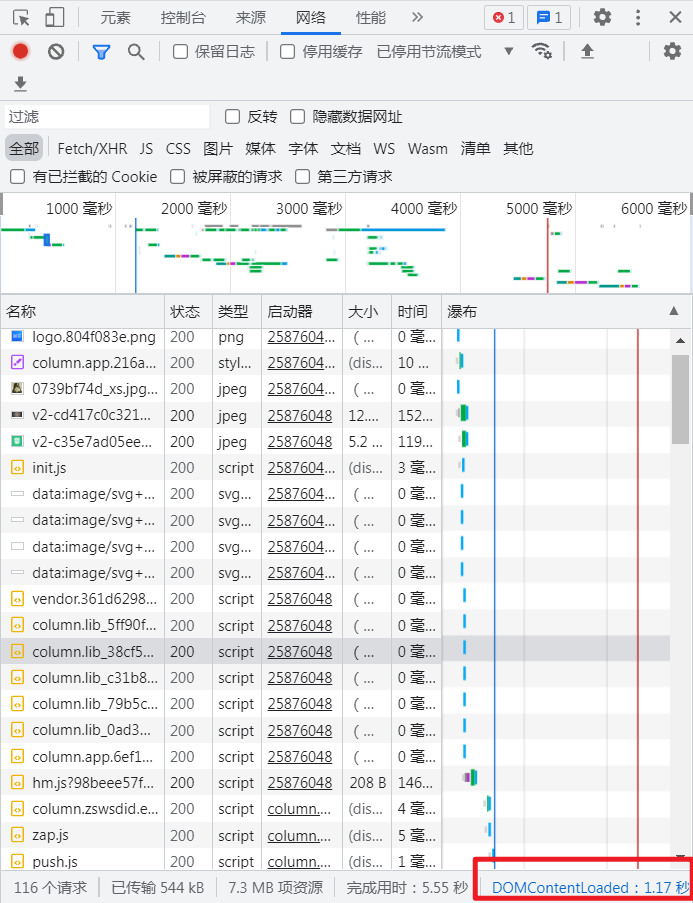 元素 控制台 来源 网络 性能 1 1
保留日志 停用缓存 已停用节流模式
过滤 反转 隐藏数据网址
全部 Fetch/XHR JS CSS 图片 媒体 字体 文档 WS Wasm 清单 其他
有已拦截的 Cookie 被屏蔽的请求 第三方请求
1000 毫秒 2000 毫秒 3000 毫秒 4000 毫秒 5000 毫秒 6000 毫秒
名称 状态 类型 启动器 大小 时间 瀑布
logo.804f083e.png 200 png 2587604... ( ... 0 毫...
column.app.216a... 200 styl... 2587604... (dis... 10 ...
0739bf74d_xs.jpg... 200 jpeg 2587604... ( ... 0 毫...
v2-cd417c0c321... 200 jpeg 25876048 12.... 152...
v2-c35e7ad05ee... 200 jpeg 25876048 5.2 ... 119...
init.js 200 script 2587604... (dis... 3 毫...
data:image/svg+... 200 svg... 2587604... ( ... 0 毫...
data:image/svg+... 200 svg... 2587604... ( ... 0 毫...
data:image/svg+... 200 svg... 2587604... ( ... 0 毫...
data:image/svg+... 200 svg... 2587604... ( ... 0 毫...
vendor.361d6298... 200 script 25876048 ( ... 0 毫...
column.lib_5ff90f... 200 script 25876048 ( ... 0 毫...
column.lib_38cf5... 200 script 25876048 ( ... 0 毫...
column.lib_c31b8... 200 script 25876048 ( ... 0 毫...
column.lib_79b5c... 200 script 25876048 ( ... 0 毫...
column.lib_0ad3... 200 script 25876048 ( ... 0 毫...
column.app.6ef1... 200 script 25876048 ( ... 0 毫...
hm.js?98beee57f... 200 script 25876048 208 B 146...
column.zswsdid.e... 200 script column.... (dis... 4 毫...
zap.js 200 script column.... (dis... 5 毫...
push.js 200 script column.... (dis... 1 毫...
116 个请求 已传输 544 kB 7.3 MB 项资源 完成用时：5.55 秒 DOMContentLoaded：1.17 秒